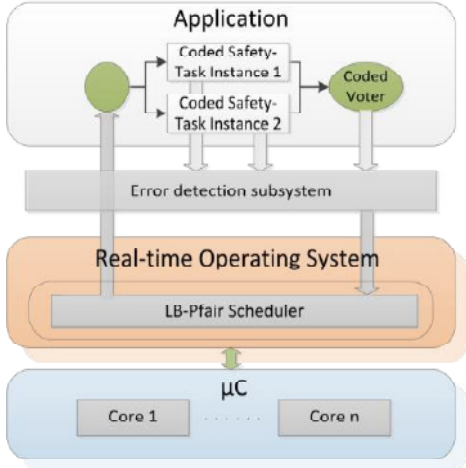 Application
Coded Safety-
Task Instance 1
Coded Safety-
Task Instance 2
Coded
Voter
Error detection subsystem
Real-time Operating System
LB-Pfair Scheduler
μC
Core 1
. . . . . .
Core n